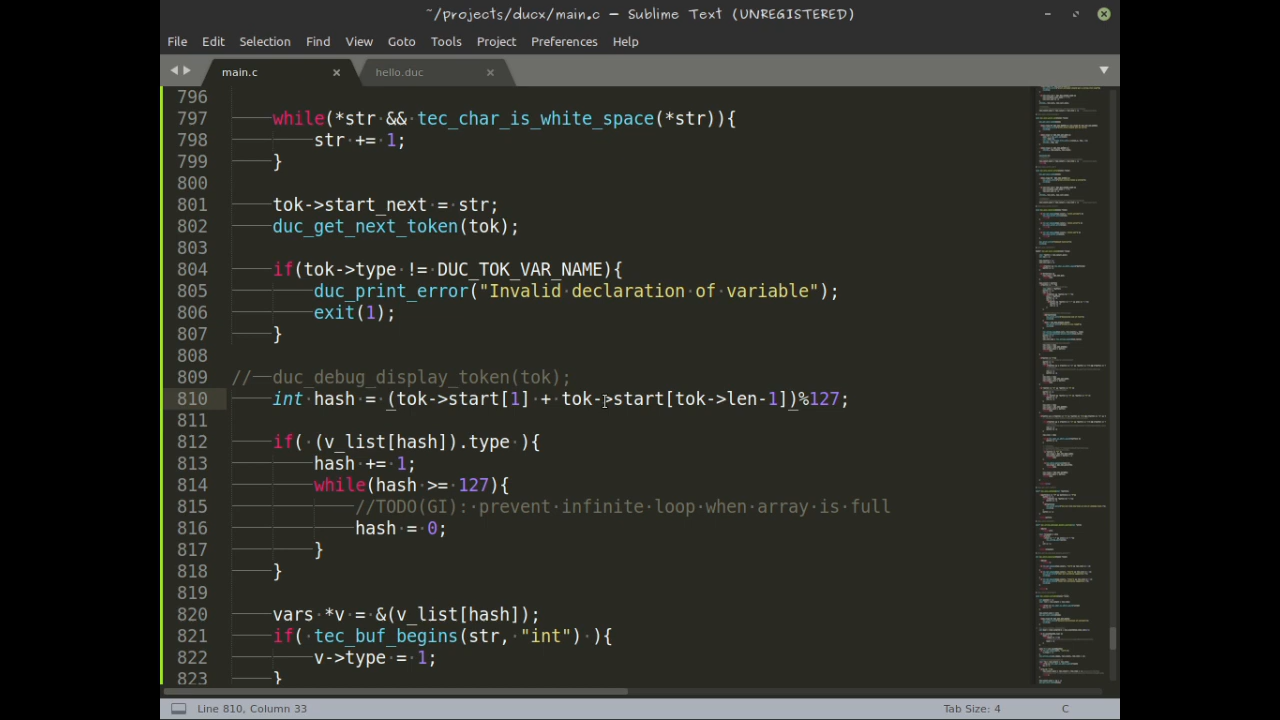 ~/projects/ducx/main.c — Sublime Text (UNREGISTERED)
File Edit Selection Find View Goto Tools Project Preferences Help
main.c hello.duc
796
797 while(*str && tec_char_is_white_space(*str)){
798 str += 1;
799 }
800
801 tok->start_next = str;
802 duc_get_next_token(tok);
803
804 if(tok->type != DUC_TOK_VAR_NAME){
805 duc_print_error("Invalid declaration of variable");
806 exit(1);
807 }
808
809 // duc_debug_display_token(tok);
810 int hash = (tok->start[1] + tok->start[tok->len-1])%127;
811
812 if( (v_list[hash]).type ){
813 hash += 1;
814 while(hash >= 127){
815 //TODO(GI): prevent infinite loop when array is full
816 hash = 0;
817 }
818 }
819
820 vars *v = &(v_list[hash]);
821 if( tec_buf_begins(str, "int") ){
822 v->type = 1;
823 }
Line 810, Column 33 Tab Size: 4 C